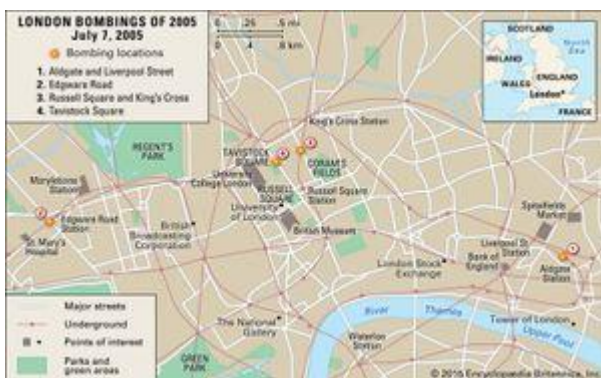 LONDON BOMBINGS OF 2005
July 7, 2005
Bombing locations
1. Aldgate and Liverpool Street
2. Edgware Road
3. Russell Square and King's Cross
4. Tavistock Square
0 .25 .5 mi
0 .4 .8 km
SCOTLAND
North
Sea
IRELAND
WALES
ENGLAND
London
FRANCE
King's Cross Station
REGENT'S
PARK
TAVISTOCK
SQUARE
4
3
University
College London
CORAM'S
FIELDS
RUSSELL
SQUARE
Russell Square
Station
Marylebone
Station
2
Edgware Road
Station
St. Mary's
Hospital
British
Broadcasting
Corporation
University
of London
British Museum
Spitalfields
Market
Liverpool St.
Station
1
London Stock
Exchange
Bank of
England
Aldgate
Station
The National
Gallery
River Thames
Tower of London
Upper Pool
Waterloo
Station
GREEN
PARK
Major streets
Underground
Points of interest
Parks and
green areas
© 2015 Encyclopædia Britannica, Inc.